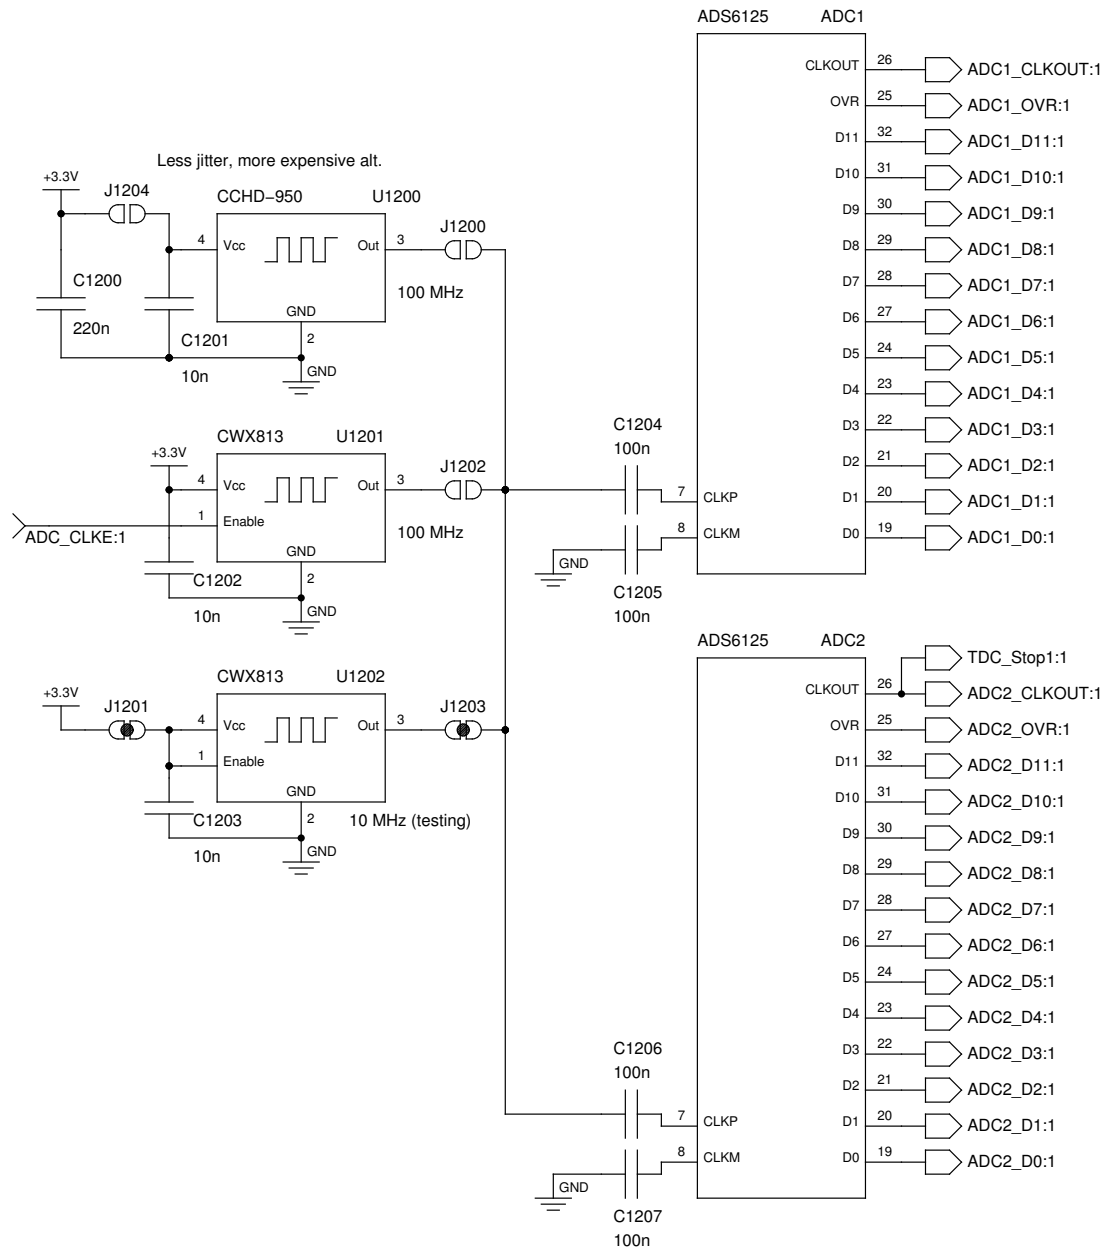 ADS6125 ADC1
CLKOUT 26 ADC1_CLKOUT:1
OVR 25 ADC1_OVR:1
D11 32 ADC1_D11:1
D10 31 ADC1_D10:1
D9 30 ADC1_D9:1
D8 29 ADC1_D8:1
D7 28 ADC1_D7:1
D6 27 ADC1_D6:1
D5 24 ADC1_D5:1
D4 23 ADC1_D4:1
D3 22 ADC1_D3:1
D2 21 ADC1_D2:1
D1 20 ADC1_D1:1
D0 19 ADC1_D0:1
7 CLKP
8 CLKM
C1204
100n
GND
C1205
100n
Less jitter, more expensive alt.
+3.3V
J1204
CCHD−950 U1200
J1200
4 Vcc Out 3
C1200
220n
100 MHz
GND
2
C1201
10n
GND
CWX813 U1201
+3.3V
J1202
4 Vcc Out 3
1 Enable
ADC_CLKE:1
100 MHz
GND
2
C1202
10n
GND
CWX813 U1202
+3.3V
J1201
J1203
4 Vcc Out 3
1 Enable
GND
2
C1203
10 MHz (testing)
10n
GND
ADS6125 ADC2
TDC_Stop1:1
CLKOUT 26 ADC2_CLKOUT:1
OVR 25 ADC2_OVR:1
D11 32 ADC2_D11:1
D10 31 ADC2_D10:1
D9 30 ADC2_D9:1
D8 29 ADC2_D8:1
D7 28 ADC2_D7:1
D6 27 ADC2_D6:1
D5 24 ADC2_D5:1
D4 23 ADC2_D4:1
D3 22 ADC2_D3:1
D2 21 ADC2_D2:1
D1 20 ADC2_D1:1
D0 19 ADC2_D0:1
C1206
100n
7 CLKP
8 CLKM
GND
C1207
100n